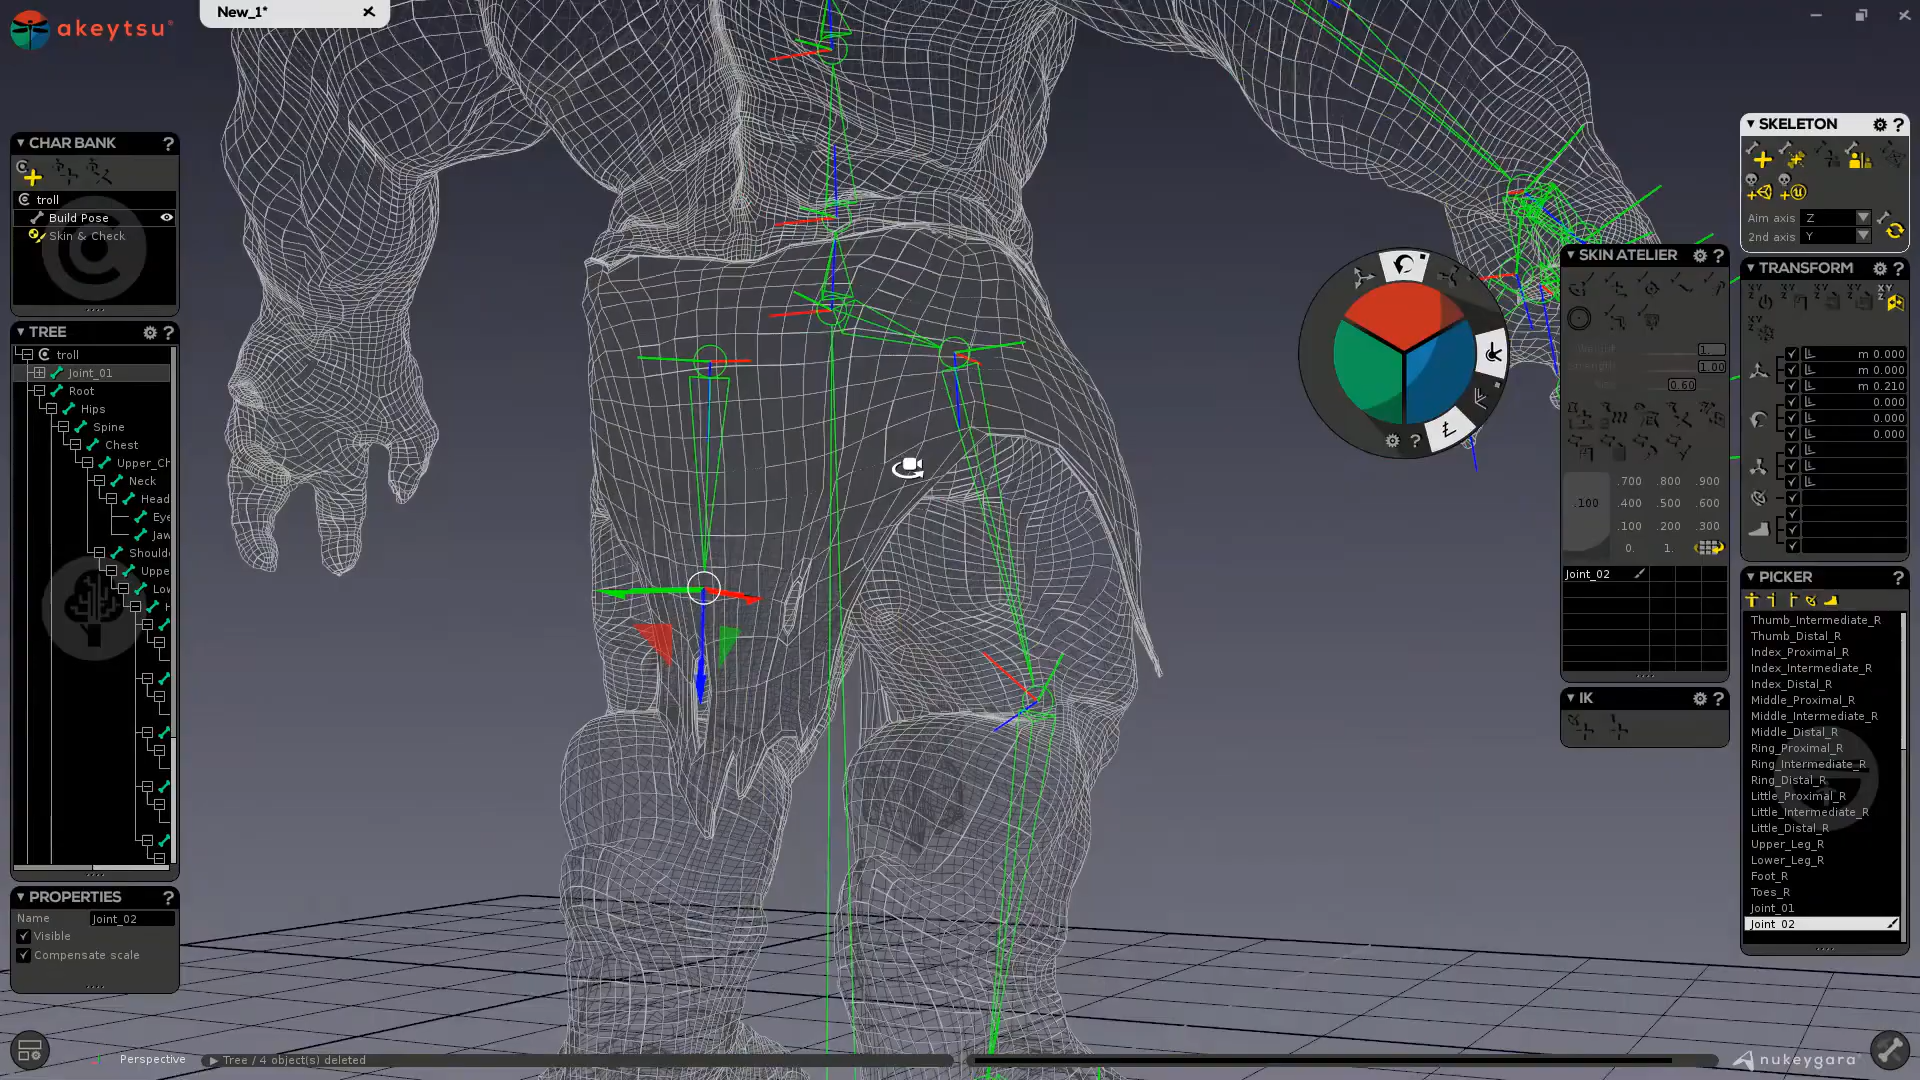 akeytsu
New_1*
CHAR BANK ?
troll
Build Pose
Skin & Check
TREE ?
troll
Joint_01
Root
Hips
Spine
Chest
Upper_Ch
Neck
Head
Eye
Jaw
Should
Uppe
Lo
PROPERTIES ?
Name Joint_02
Visible
Compensate scale
Perspective
Tree / 4 object(s) deleted
?
SKELETON ?
Aim axis Z
2nd axis Y
SKIN ATELIER ?
1.
1.00
0.60
.700 .800 .900
.100 .400 .500 .600
.100 .200 .300
0. 1.
Joint_02
IK ?
TRANSFORM ?
m 0.000
m 0.000
m 0.210
0.000
0.000
0.000
PICKER ?
Thumb_Intermediate_R
Thumb_Distal_R
Index_Proximal_R
Index_Intermediate_R
Index_Distal_R
Middle_Proximal_R
Middle_Intermediate_R
Middle_Distal_R
Ring_Proximal_R
Ring_Intermediate_R
Ring_Distal_R
Little_Proximal_R
Little_Intermediate_R
Little_Distal_R
Upper_Leg_R
Lower_Leg_R
Foot_R
Toes_R
Joint_01
Joint_02
nukeygara